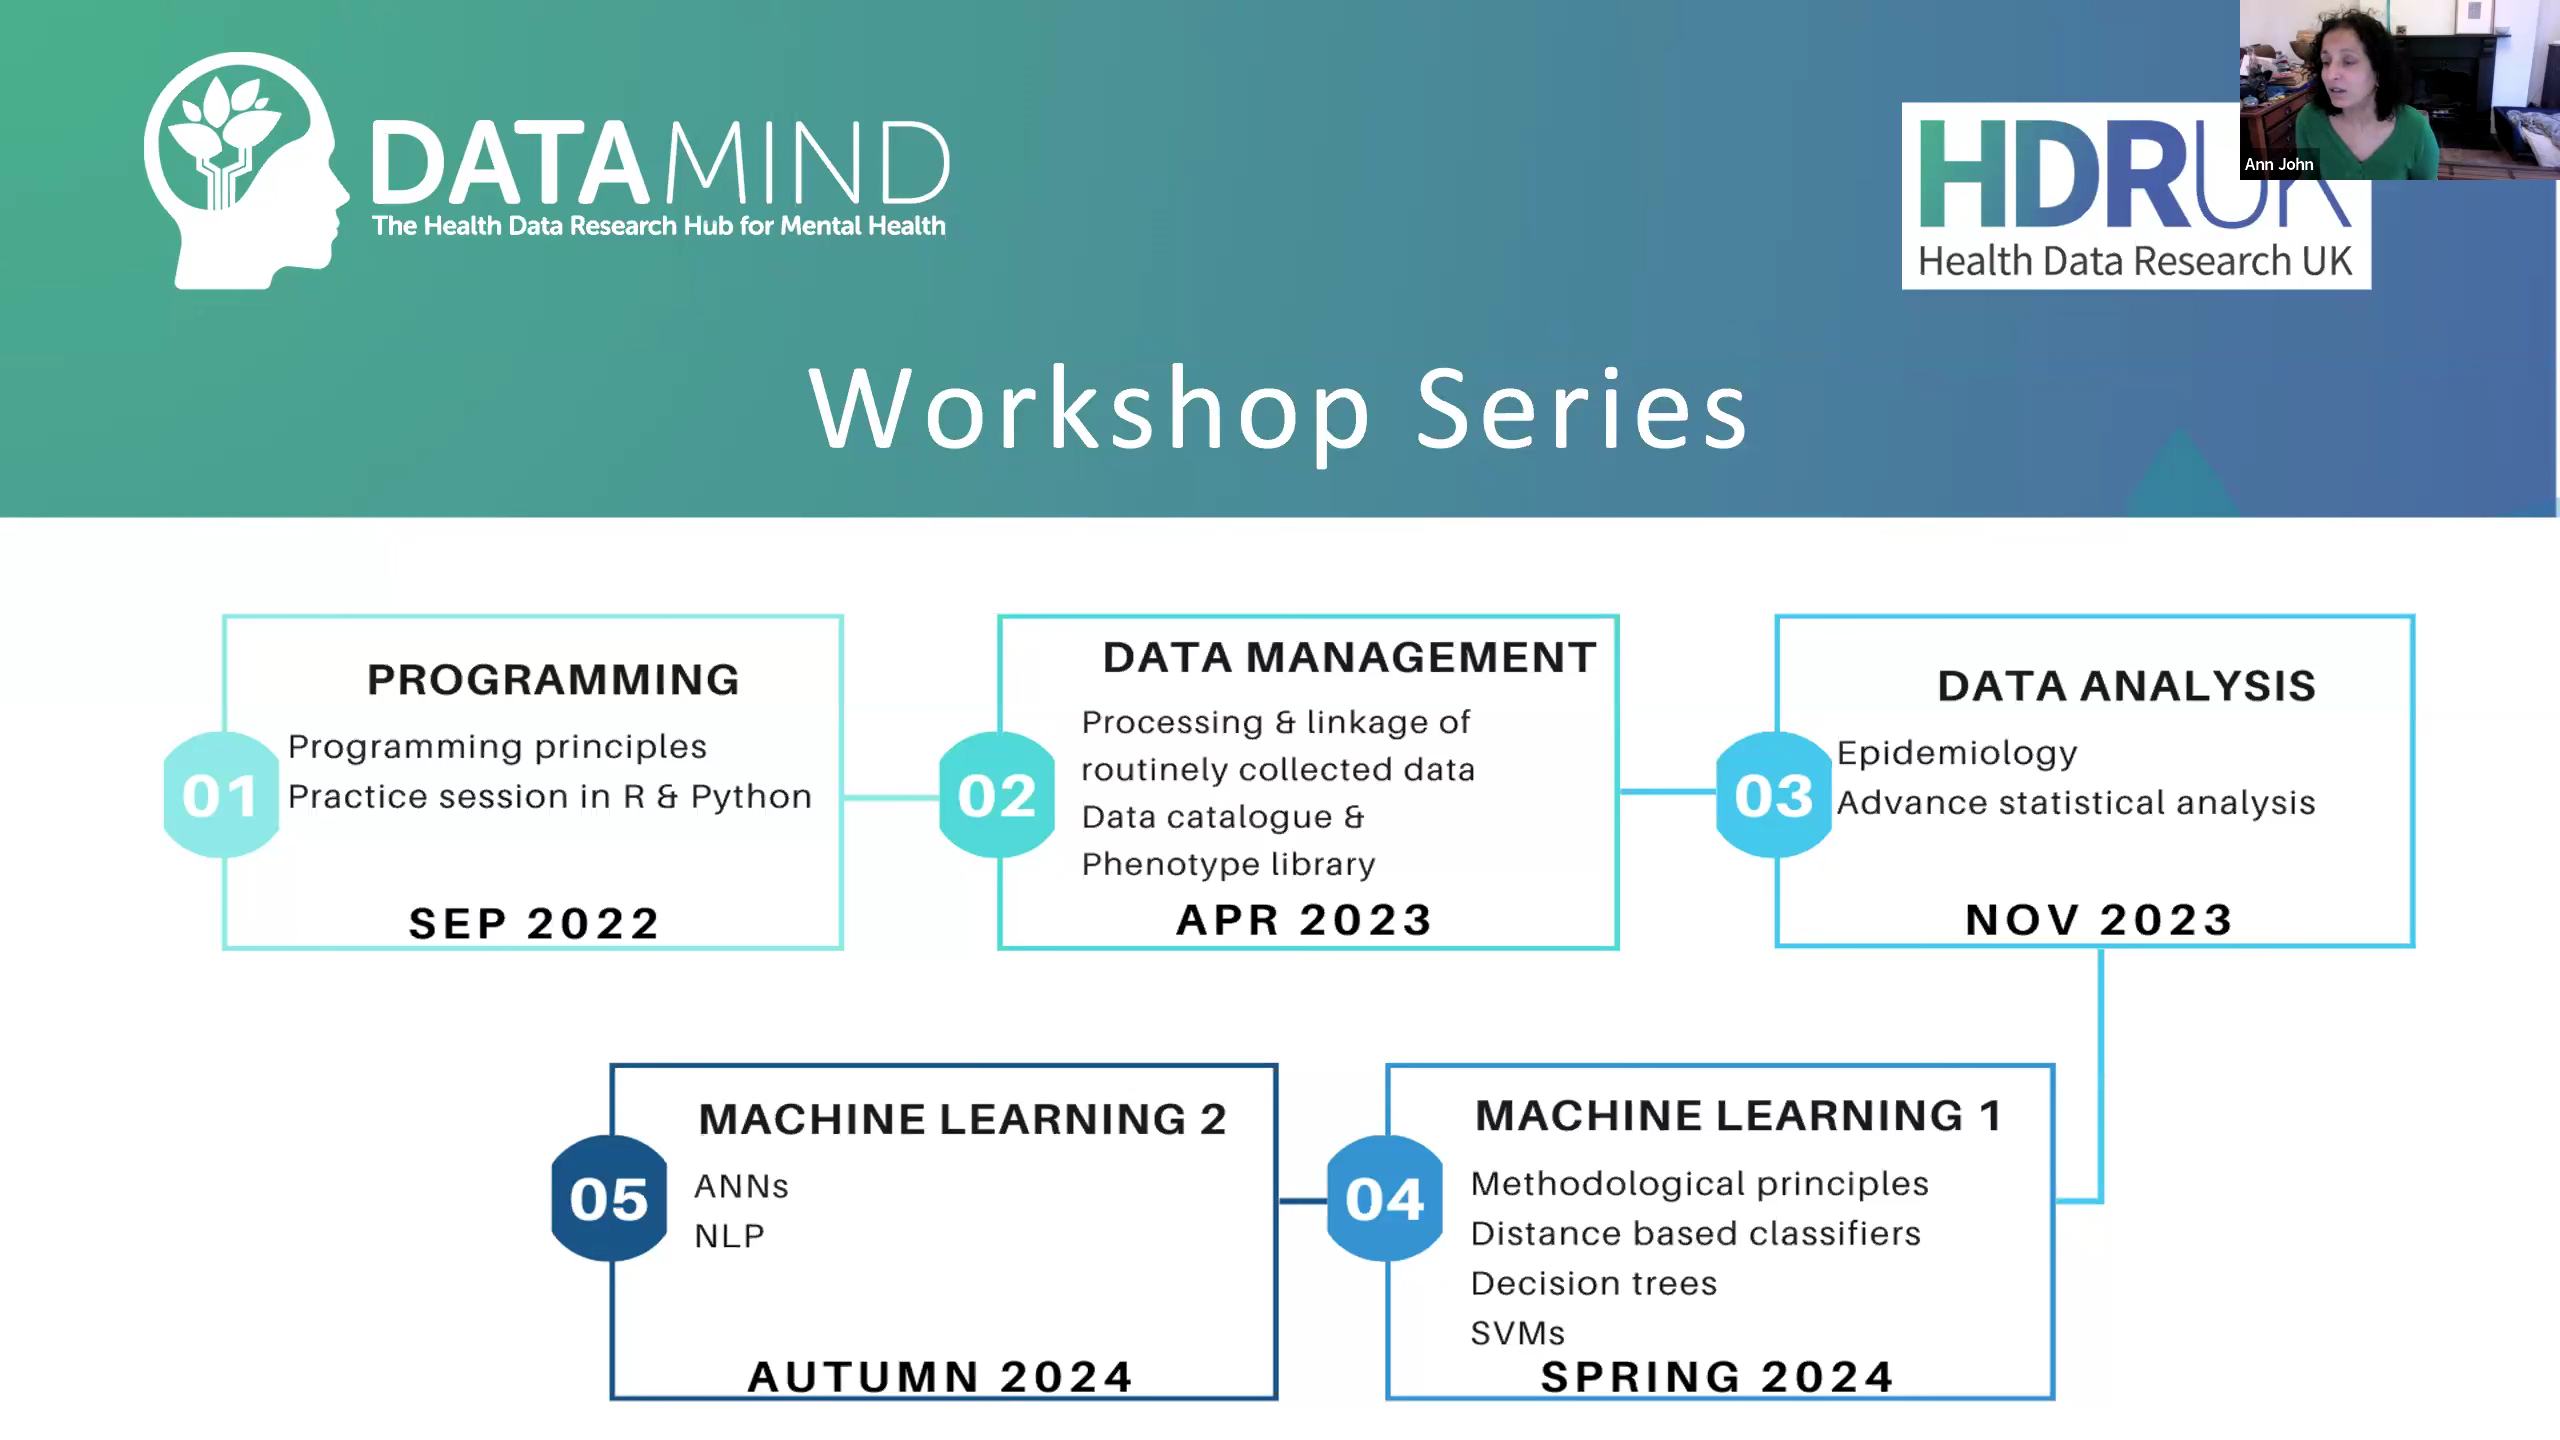 DATAMIND
The Health Data Research Hub for Mental Health
HDRUK
Health Data Research UK
Ann John
Workshop Series
01
PROGRAMMING
Programming principles
Practice session in R & Python
SEP 2022
02
DATA MANAGEMENT
Processing & linkage of
routinely collected data
Data catalogue &
Phenotype library
APR 2023
03
DATA ANALYSIS
Epidemiology
Advance statistical analysis
NOV 2023
05
MACHINE LEARNING 2
ANNs
NLP
AUTUMN 2024
04
MACHINE LEARNING 1
Methodological principles
Distance based classifiers
Decision trees
SVMs
SPRING 2024